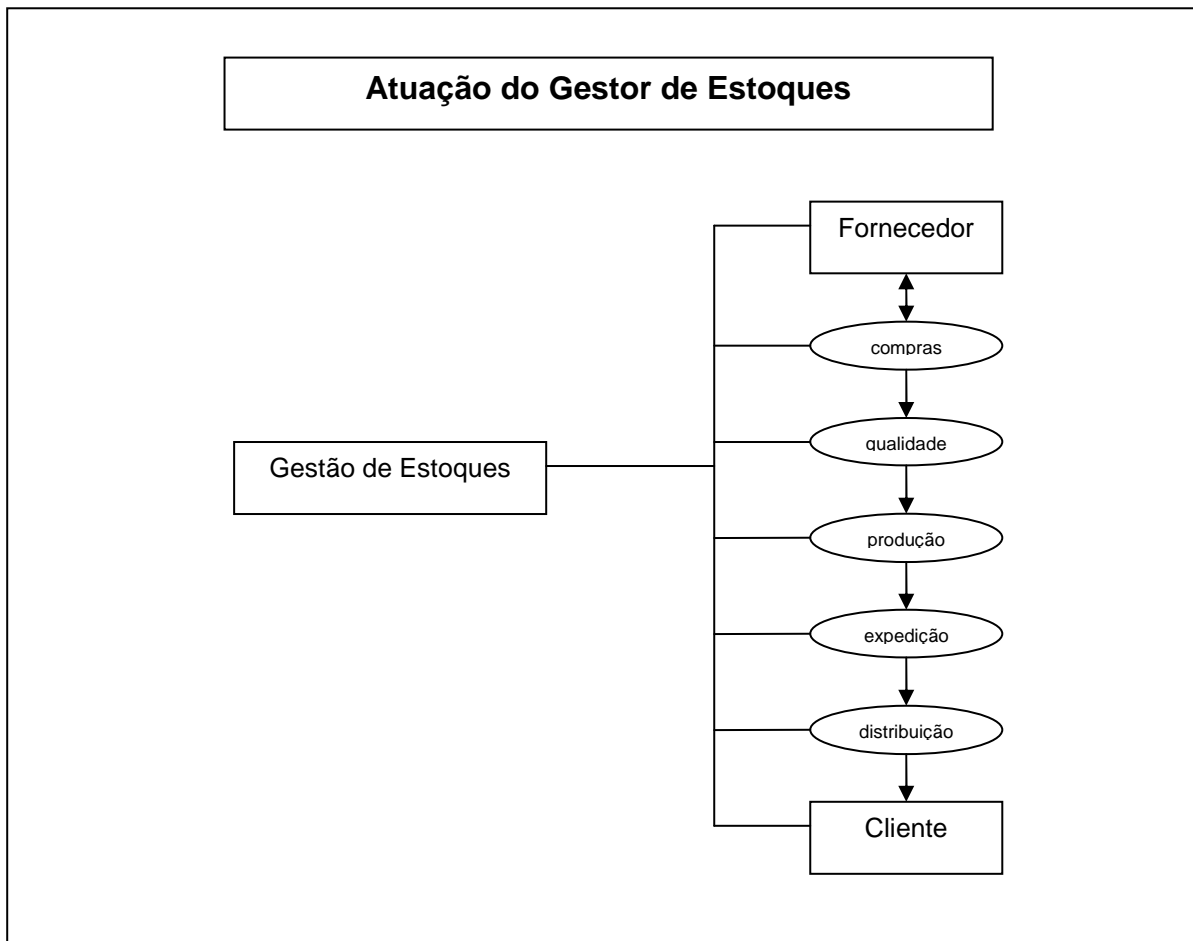 Atuação do Gestor de Estoques
Fornecedor
compras
qualidade
Gestão de Estoques
produção
expedição
distribuição
Cliente